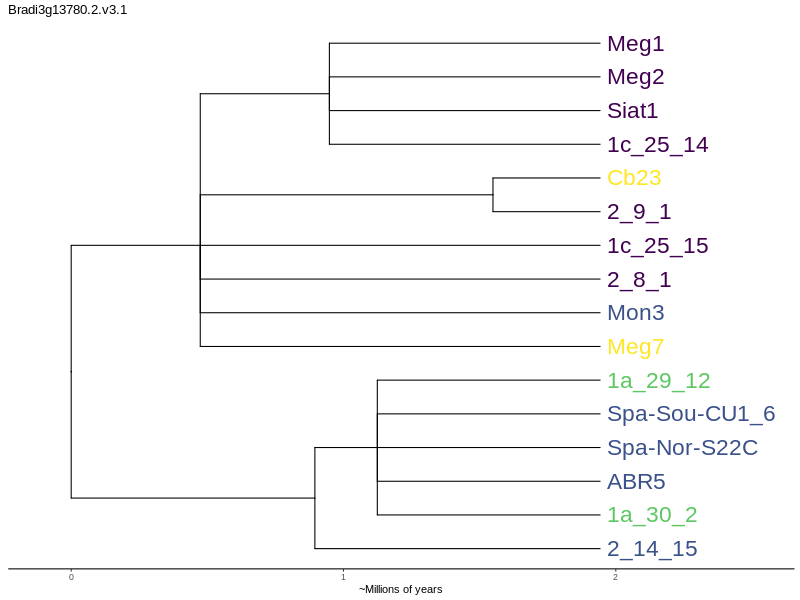 Bradi3g13780.2.v3.1
Meg1
Meg2
Siat1
1c_25_14
Cb23
2_9_1
1c_25_15
2_8_1
Mon3
Meg7
1a_29_12
Spa-Sou-CU1_6
Spa-Nor-S22C
ABR5
1a_30_2
2_14_15
0 1 2
~Millions of years